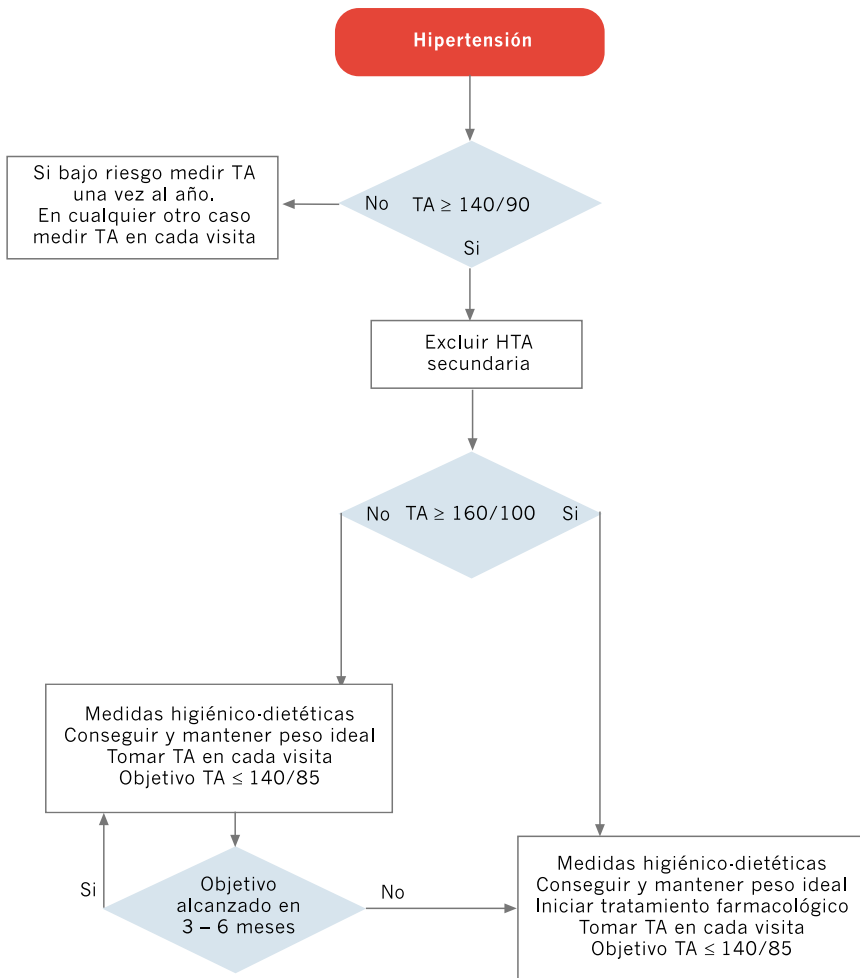 Hipertensión
Si bajo riesgo medir TA
una vez al año.
En cualquier otro caso
medir TA en cada visita
No TA ≥ 140/90
Si
Excluir HTA
secundaria
No TA ≥ 160/100 Si
Medidas higiénico-dietéticas
Conseguir y mantener peso ideal
Tomar TA en cada visita
Objetivo TA ≤ 140/85
Si
Objetivo
alcanzado en
3 – 6 meses
No
Medidas higiénico-dietéticas
Conseguir y mantener peso ideal
Iniciar tratamiento farmacológico
Tomar TA en cada visita
Objetivo TA ≤ 140/85